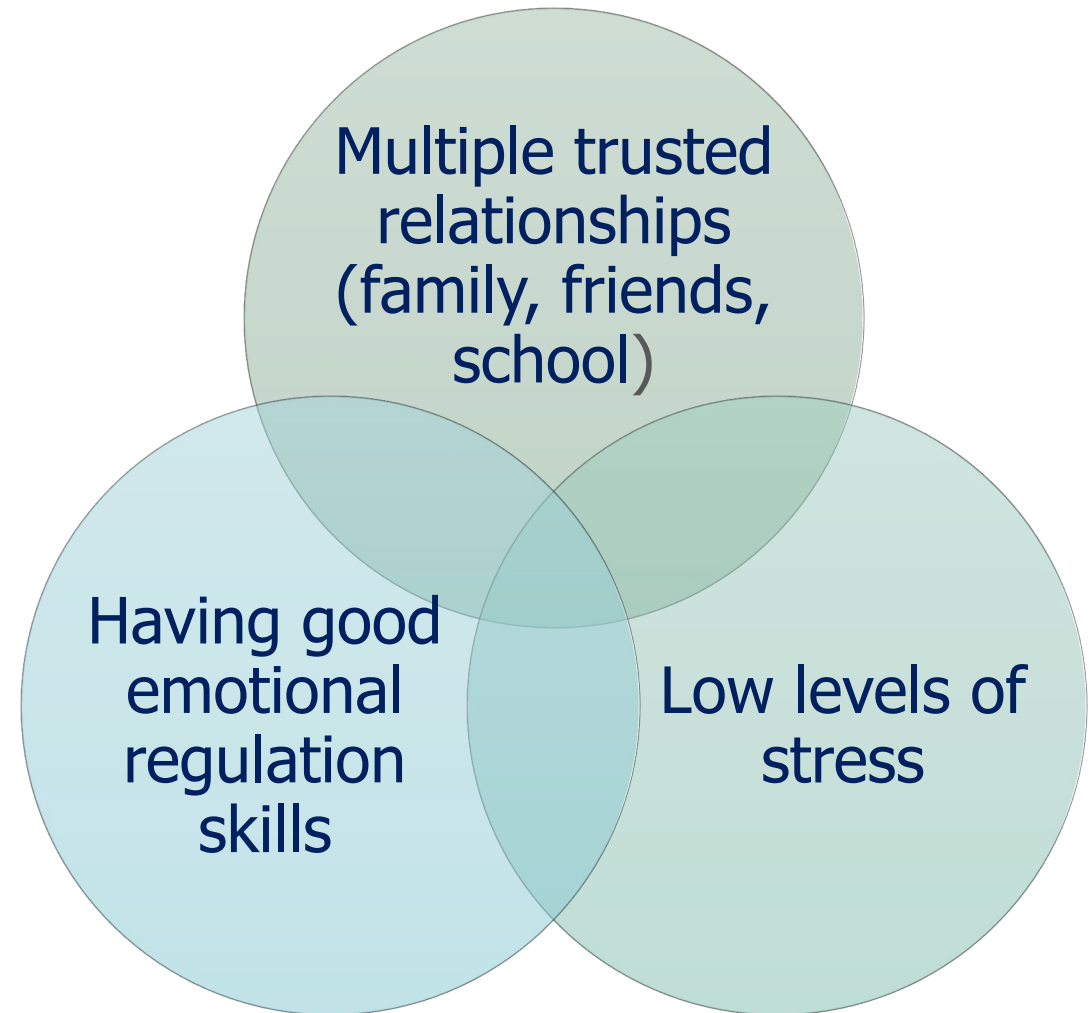 Multiple trusted
relationships
(family, friends,
school)
Having good
emotional
regulation
skills
Low levels of
stress